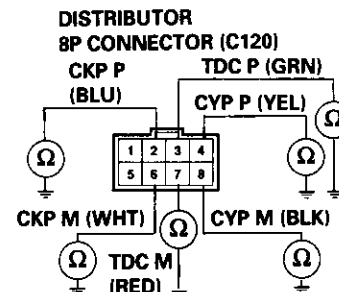 DISTRIBUTOR
8P CONNECTOR (C120)
CKP P
(BLU)
TDC P (GRN)
CYP P (YEL)
Ω
Ω
Ω
1 2 3 4
5 6 7 8
CKP M (WHT)
CYP M (BLK)
Ω
Ω
Ω
TDC M
(RED)